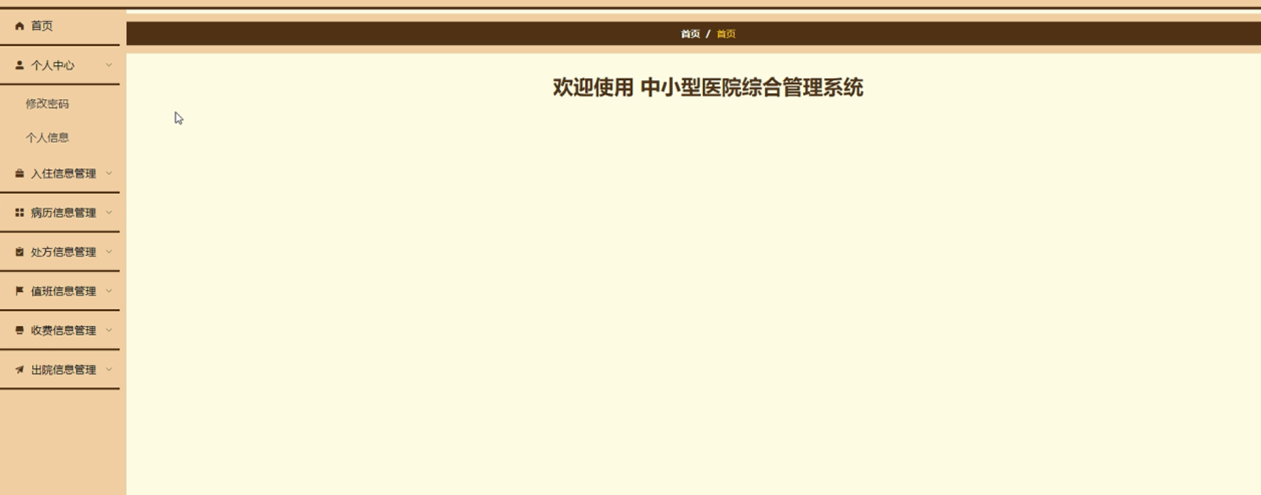 首页
个人中心
修改密码
个人信息
入住信息管理
病历信息管理
处方信息管理
值班信息管理
收费信息管理
出院信息管理
首页 / 首页
欢迎使用 中小型医院综合管理系统